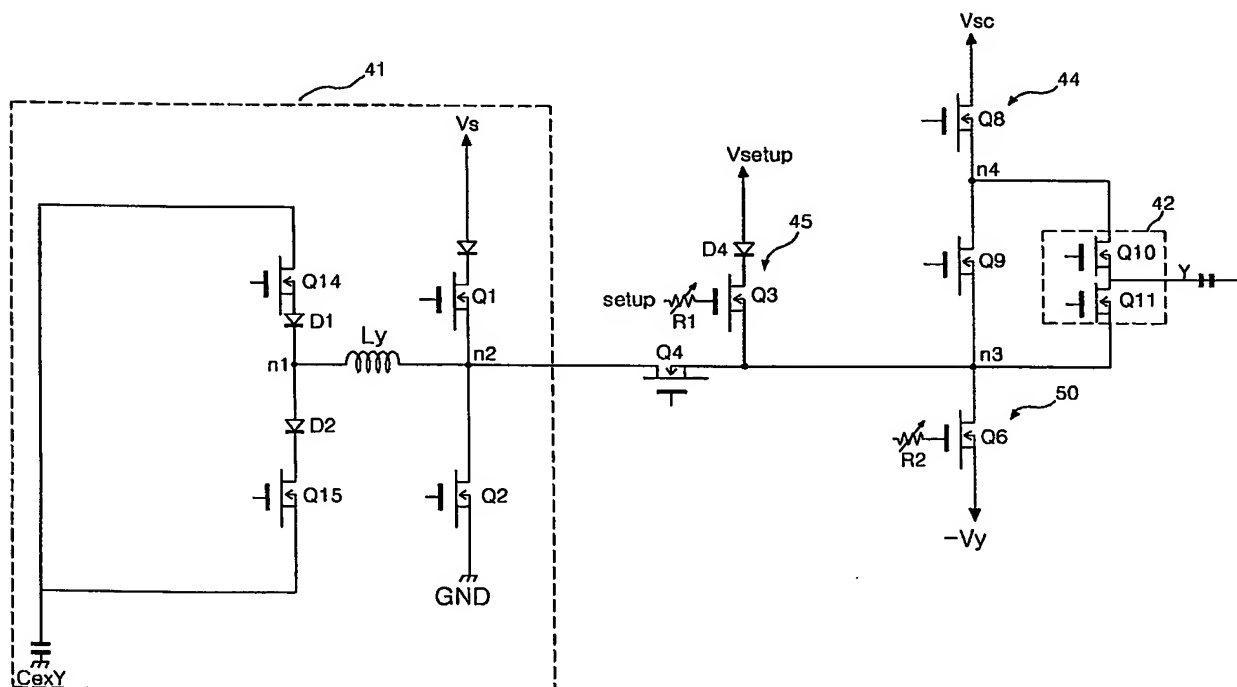 Vsc
41
44
Q8
Vs
Vsetup
n4
42
45
D4
Q14
Q1
Q9
Q10
Y
Q11
setup
R1
Q3
D1
Ly
n1
n2
Q4
n3
50
D2
Q6
R2
Q15
Q2
-Vy
GND
CexY